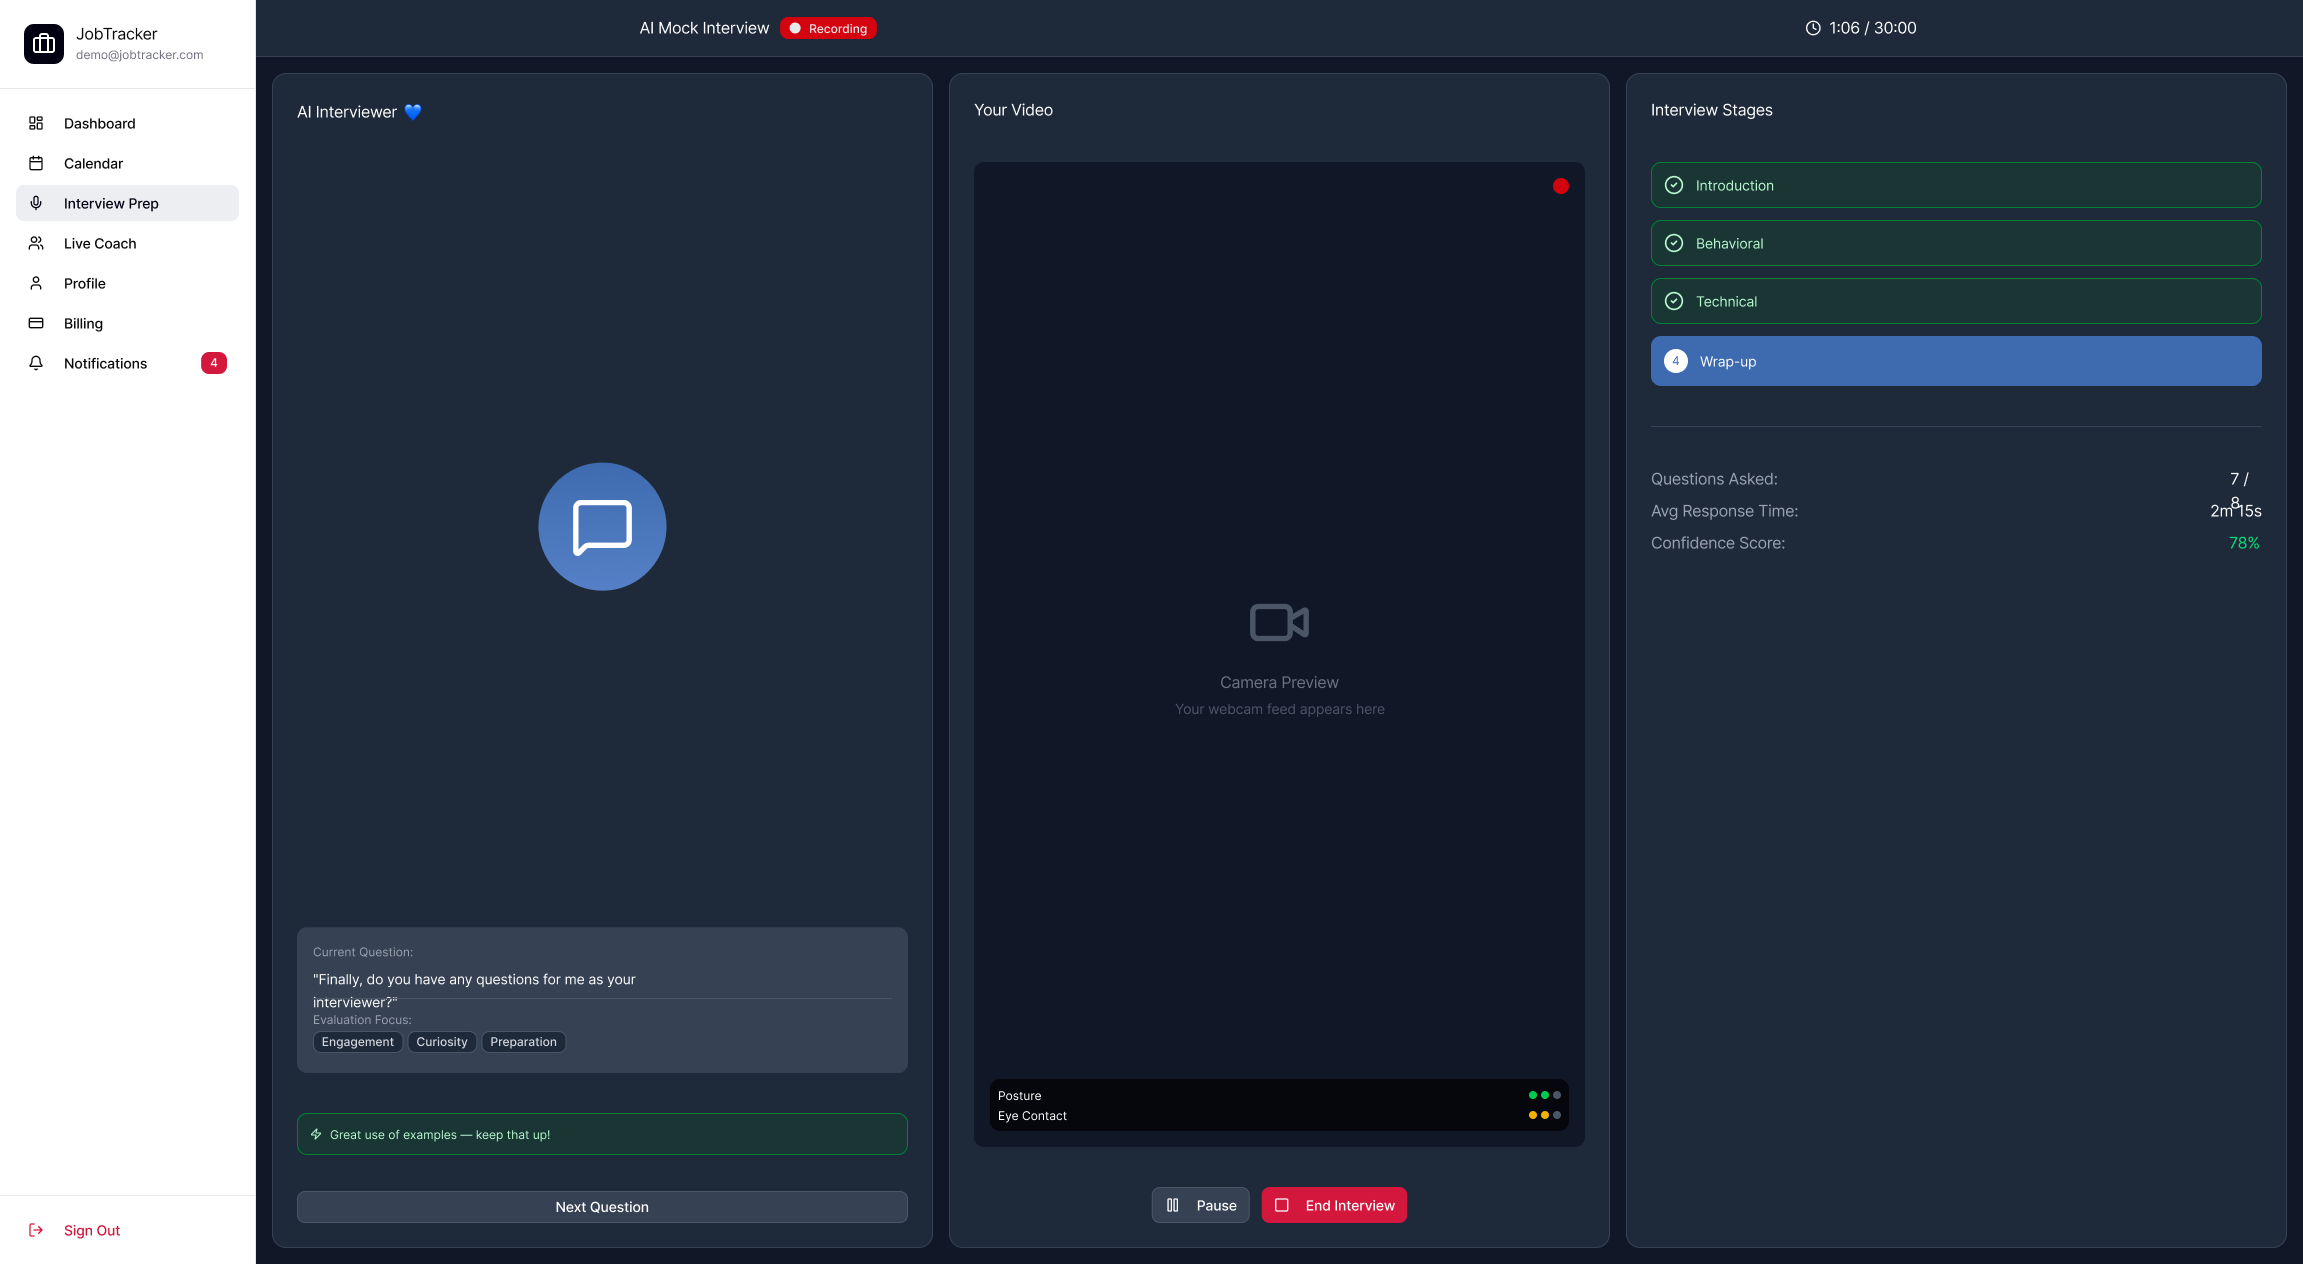 JobTracker
demo@jobtracker.com
Dashboard
Calendar
Interview Prep
Live Coach
Profile
Billing
Notifications 4
Sign Out
AI Mock Interview Recording 1:06 / 30:00
AI Interviewer 💙
Current Question:
"Finally, do you have any questions for me as your
interviewer?"
Evaluation Focus:
Engagement Curiosity Preparation
Great use of examples — keep that up!
Next Question
Your Video
Camera Preview
Your webcam feed appears here
Posture
Eye Contact
Pause End Interview
Interview Stages
Introduction
Behavioral
Technical
4 Wrap-up
Questions Asked: 7 /
8
Avg Response Time: 2m 15s
Confidence Score: 78%